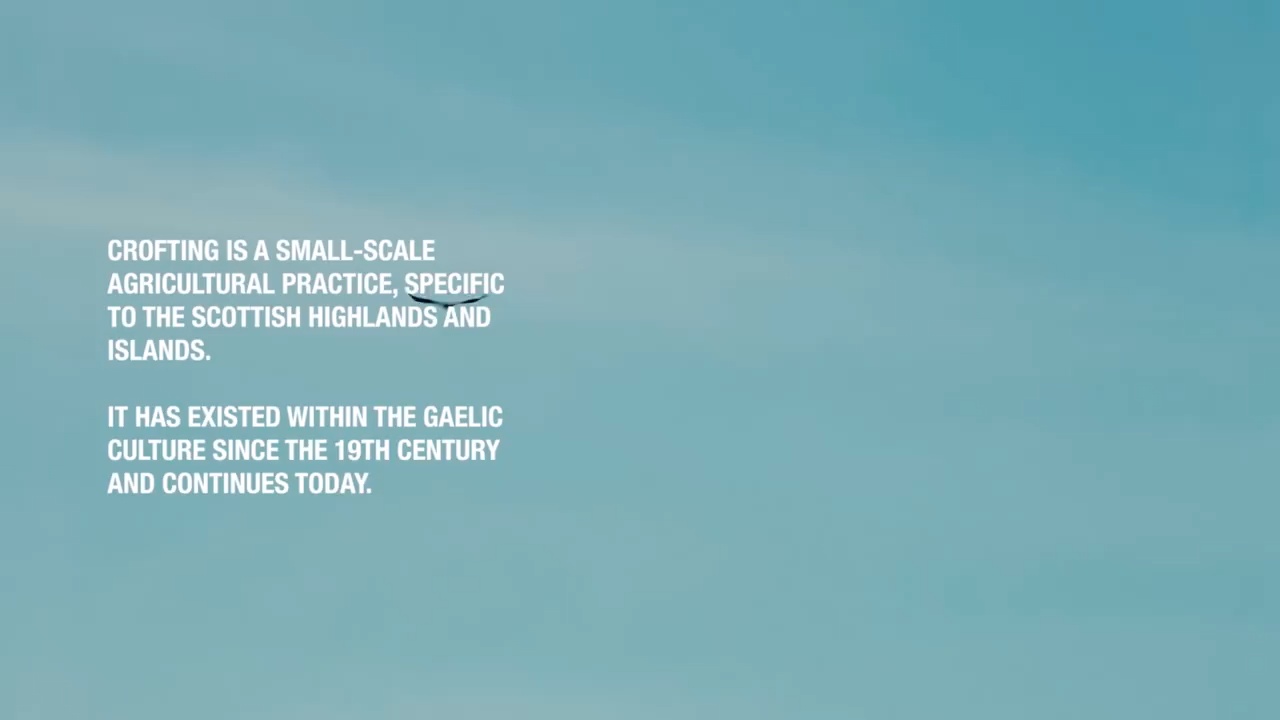 CROFTING IS A SMALL-SCALE
AGRICULTURAL PRACTICE, SPECIFIC
TO THE SCOTTISH HIGHLANDS AND
ISLANDS.
IT HAS EXISTED WITHIN THE GAELIC
CULTURE SINCE THE 19TH CENTURY
AND CONTINUES TODAY.